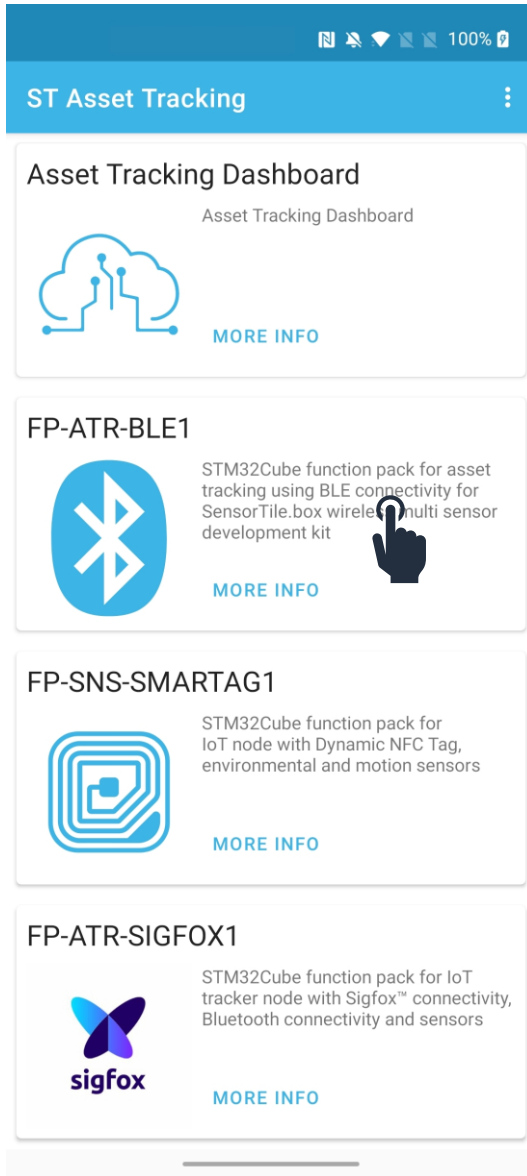 100%
ST Asset Tracking
Asset Tracking Dashboard
Asset Tracking Dashboard
MORE INFO
FP-ATR-BLE1
STM32Cube function pack for asset
tracking using BLE connectivity for
SensorTile.box wireless multi sensor
development kit
MORE INFO
FP-SNS-SMARTAG1
STM32Cube function pack for
IoT node with Dynamic NFC Tag,
environmental and motion sensors
MORE INFO
FP-ATR-SIGFOX1
STM32Cube function pack for IoT
tracker node with Sigfox™ connectivity,
Bluetooth connectivity and sensors
sigfox
MORE INFO